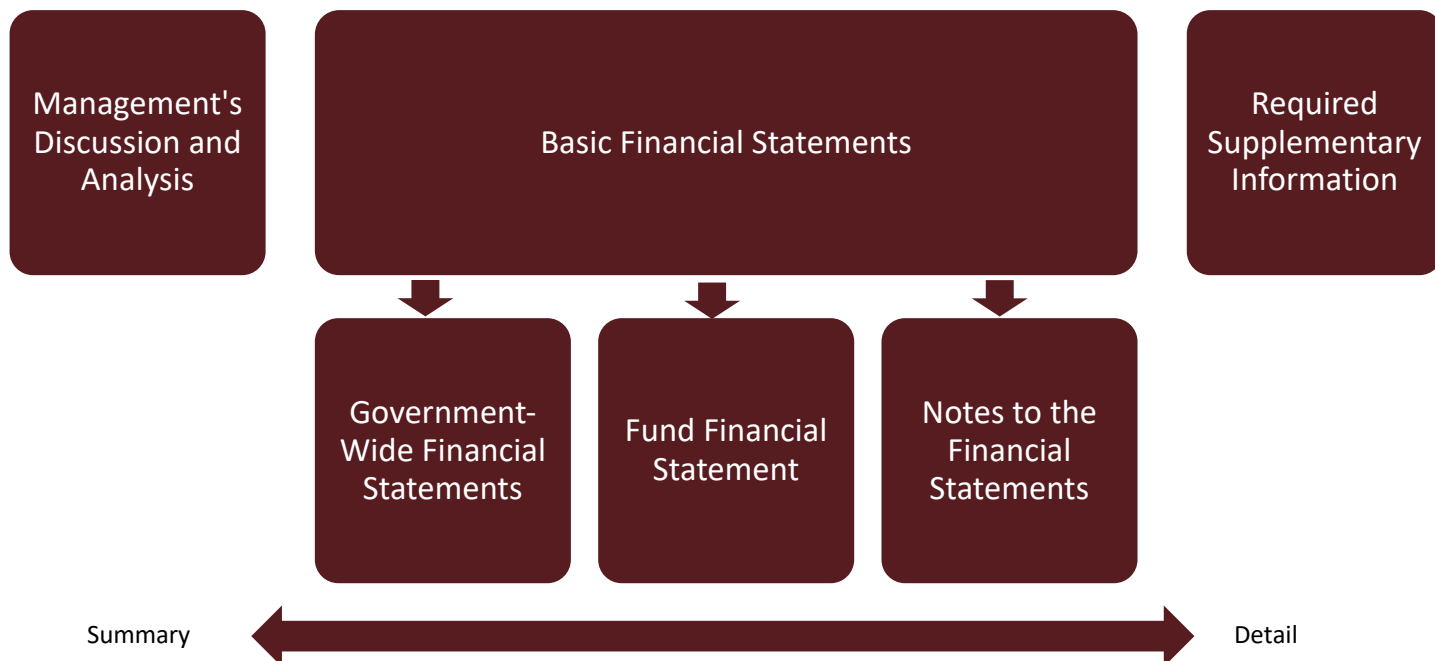 Management's
Discussion and
Analysis
Basic Financial Statements
Required
Supplementary
Information
Government-
Wide Financial
Statements
Fund Financial
Statement
Notes to the
Financial
Statements
Summary
Detail